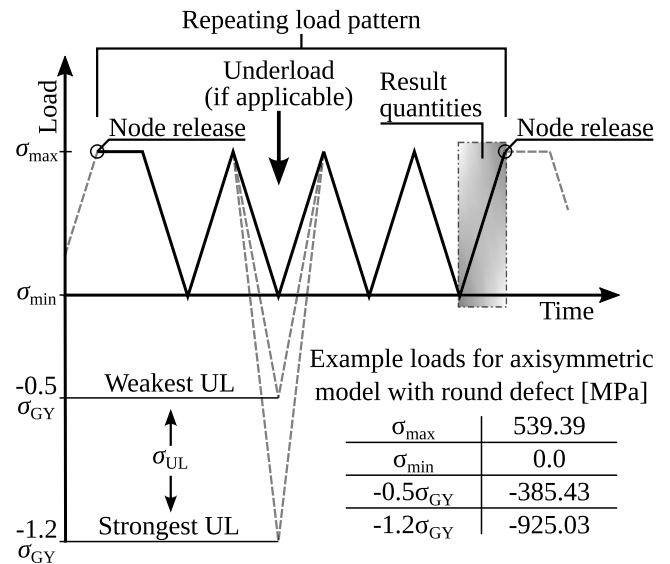 Repeating load pattern
Underload
(if applicable)
Result
quantities
Load
Node release
Node release
σmax
σmin
Time
-0.5
σGY
Weakest UL
σUL
-1.2
σGY
Strongest UL
Example loads for axisymmetric
model with round defect [MPa]
σmax 539.39
σmin 0.0
-0.5σGY -385.43
-1.2σGY -925.03